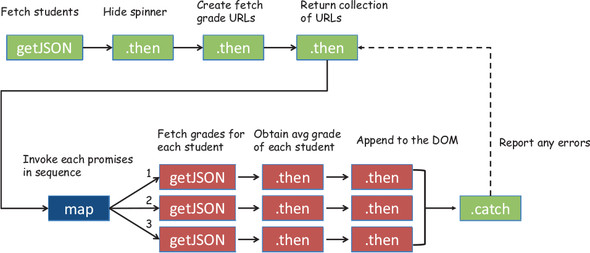 Fetch students
Hide spinner
Create fetch
grade URLs
Return collection
of URLs
getJSON
.then
.then
.then
Fetch grades for
each student
Obtain avg grade
of each student
Append to the DOM
Report any errors
Invoke each promises
in sequence
map
1
getJSON
.then
.then
2
getJSON
.then
.then
.catch
3
getJSON
.then
.then